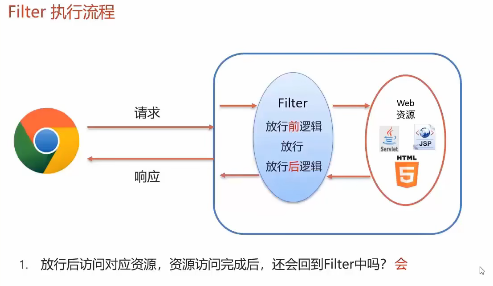 Filter 执行流程
请求
响应
Filter
放行前逻辑
放行
放行后逻辑
Web
资源
Servlet
JSP
HTML
5
1. 放行后访问对应资源，资源访问完成后，还会回到Filter中吗？会